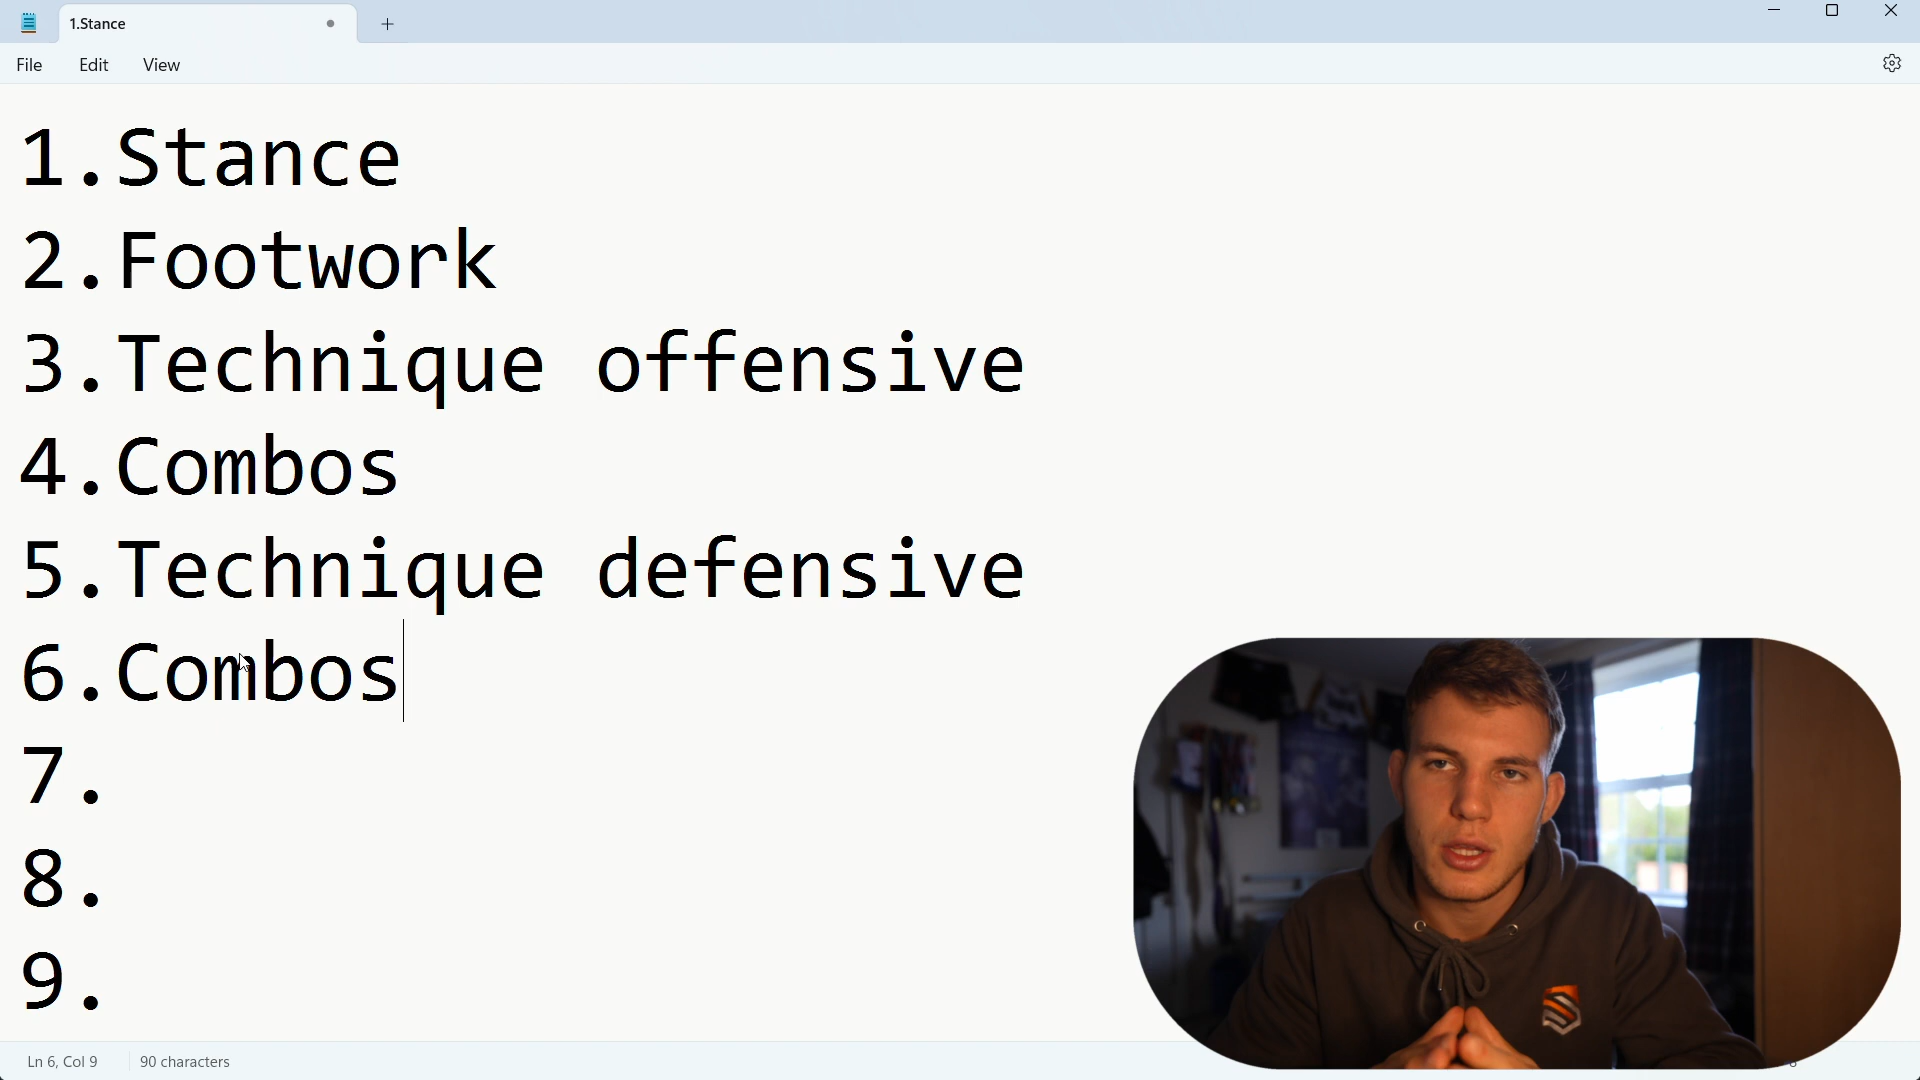 1.Stance
File Edit View
1.Stance
2.Footwork
3.Technique offensive
4.Combos
5.Technique defensive
6.Combos
7.
8.
9.
Ln 6, Col 9 90 characters